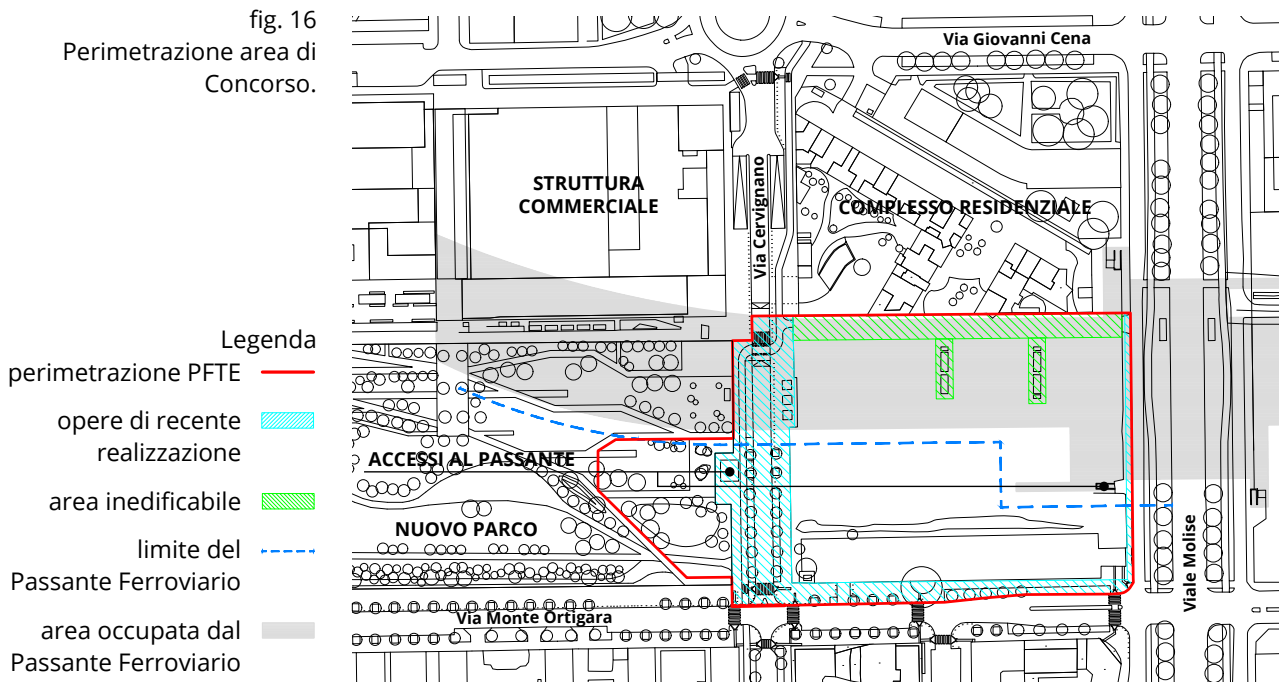 fig. 16
Perimetrazione area di
Concorso.
Legenda
perimetrazione PFTE
opere di recente
realizzazione
area inedificabile
limite del
Passante Ferroviario
area occupata dal
Passante Ferroviario
Via Giovanni Cena
STRUTTURA
COMMERCIALE
Via Cervignano
COMPLESSO RESIDENZIALE
ACCESSI AL PASSANTE
NUOVO PARCO
Via Monte Ortigara
Viale Molise